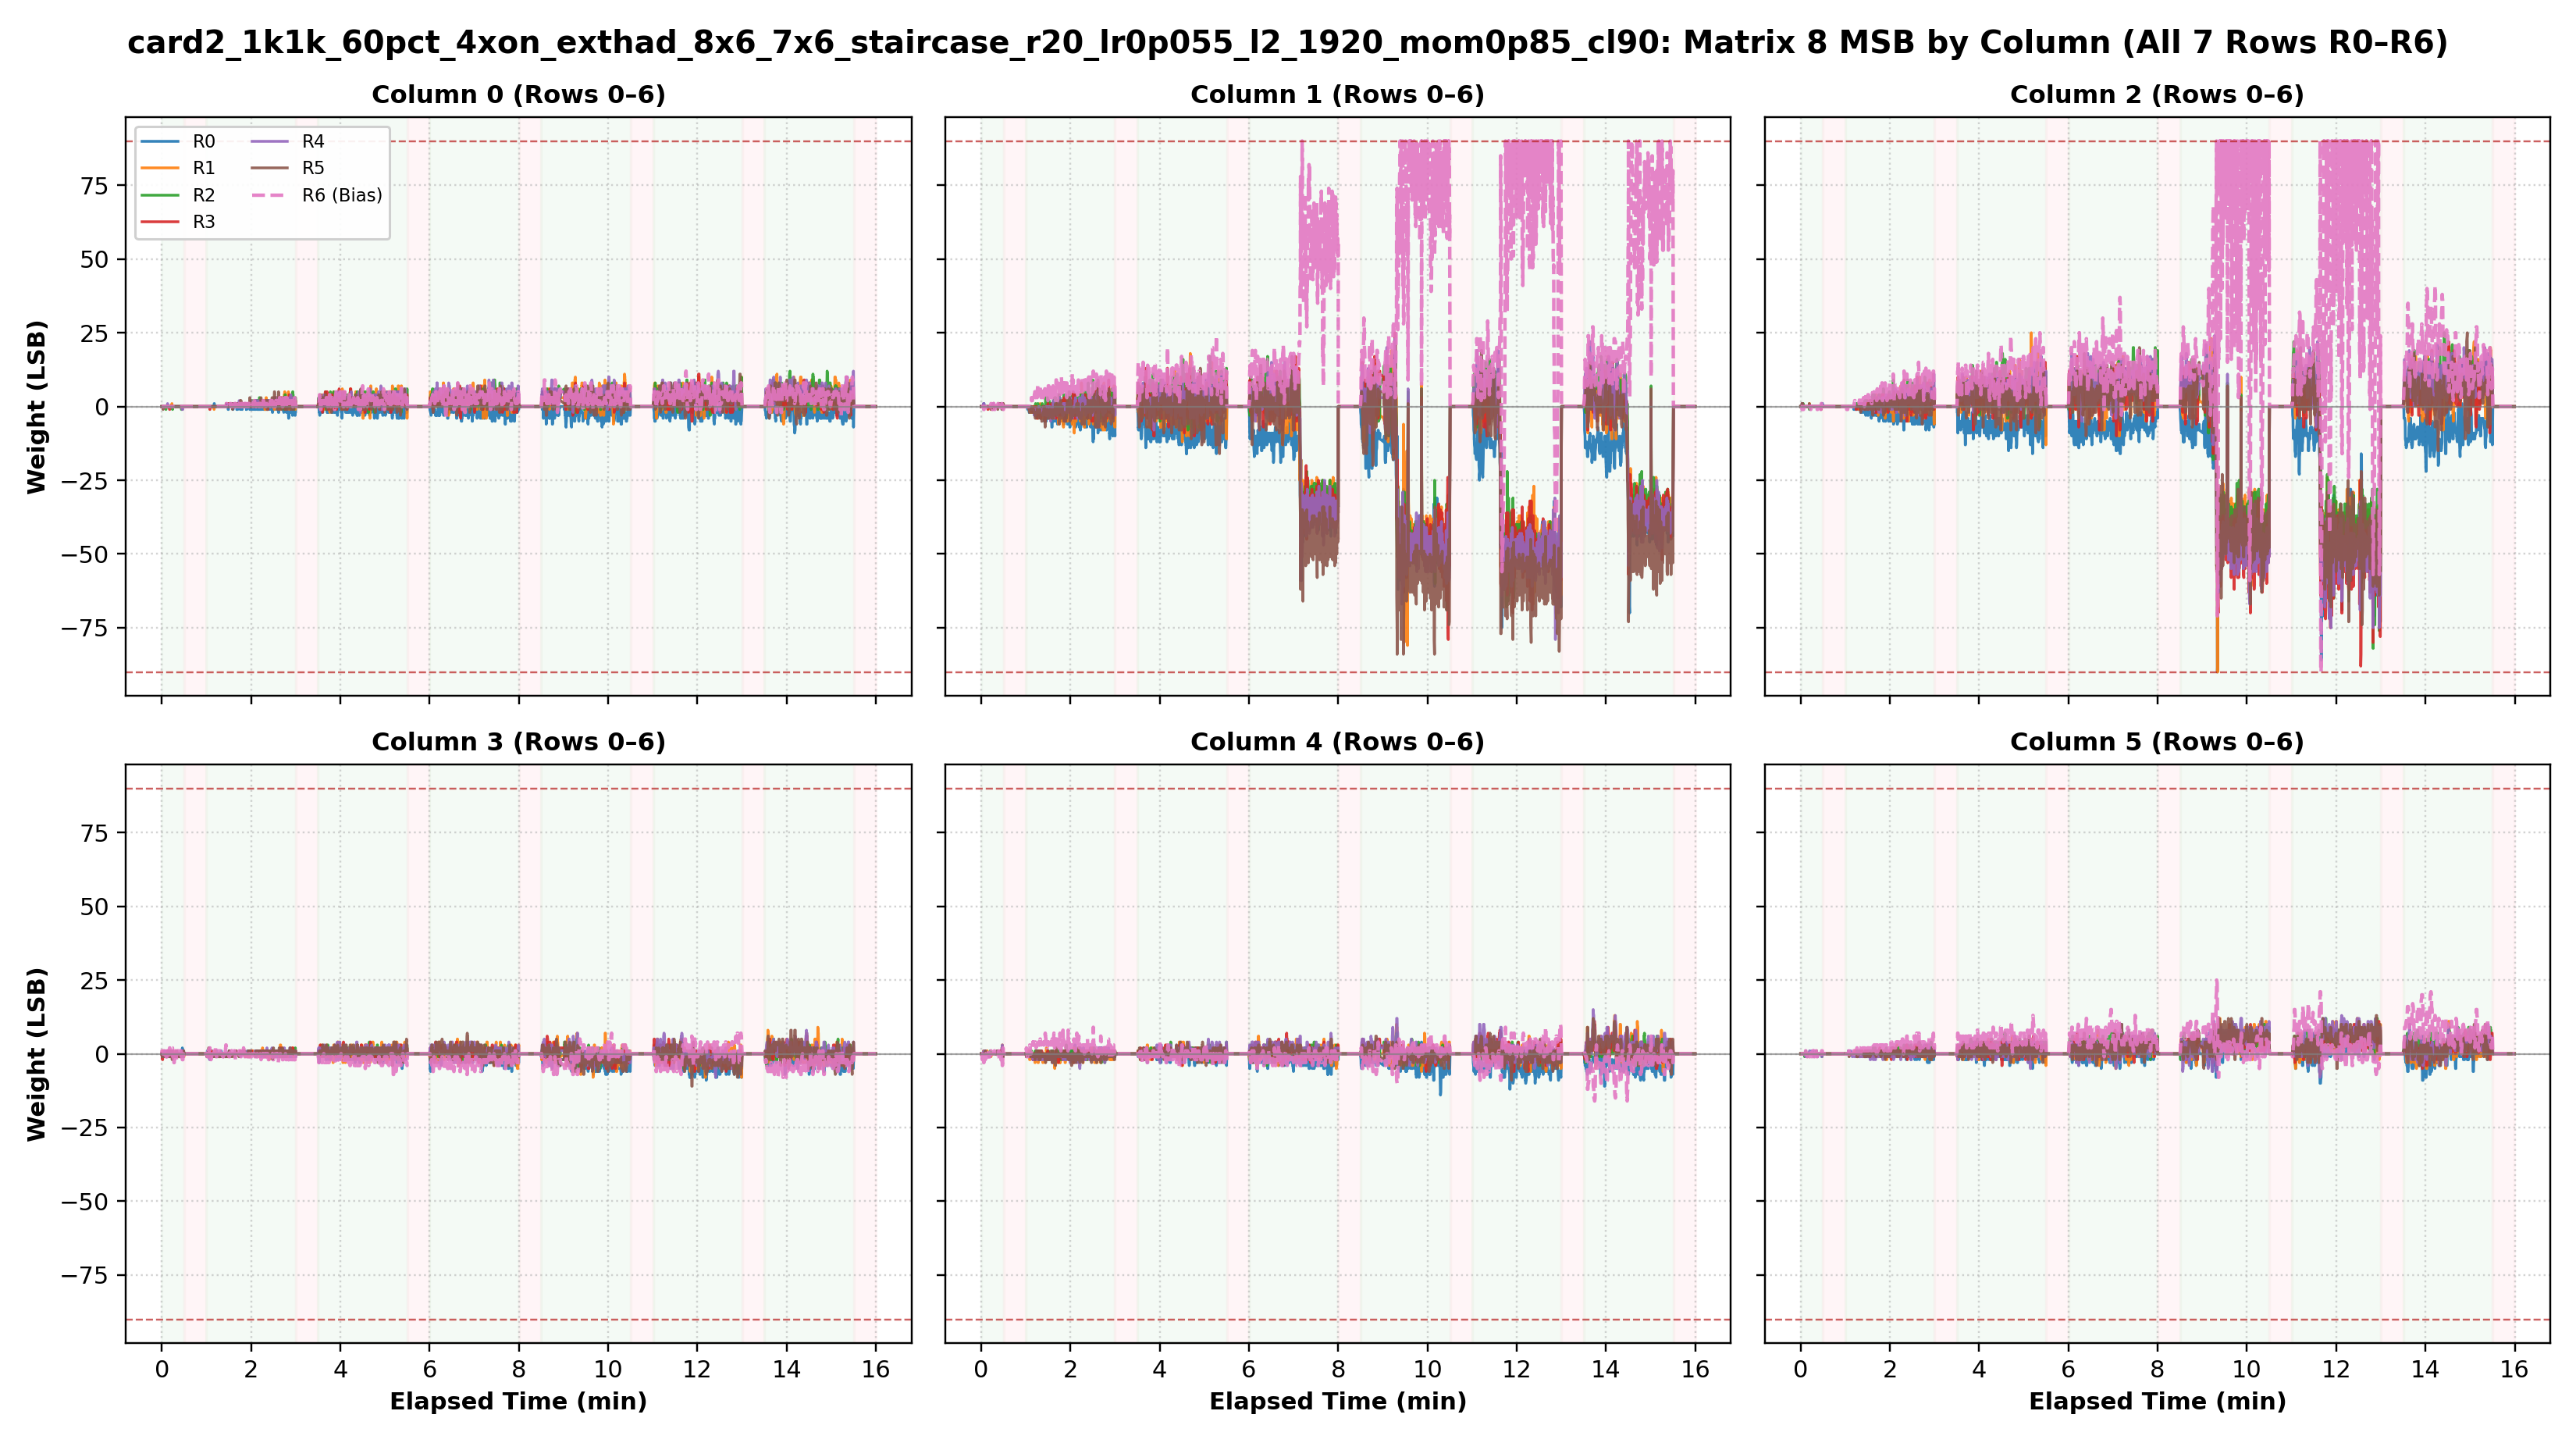 card2_1k1k_60pct_4xon_exthad_8x6_7x6_staircase_r20_lr0p055_l2_1920_mom0p85_cl90: Matrix 8 MSB by Column (All 7 Rows R0–R6)
Column 0 (Rows 0–6)
Column 1 (Rows 0–6)
Column 2 (Rows 0–6)
R0
R1
R2
R3
R4
R5
R6 (Bias)
Weight (LSB)
75
50
25
0
−25
−50
−75
Column 3 (Rows 0–6)
Column 4 (Rows 0–6)
Column 5 (Rows 0–6)
Weight (LSB)
75
50
25
0
−25
−50
−75
0 2 4 6 8 10 12 14 16
0 2 4 6 8 10 12 14 16
0 2 4 6 8 10 12 14 16
Elapsed Time (min)
Elapsed Time (min)
Elapsed Time (min)